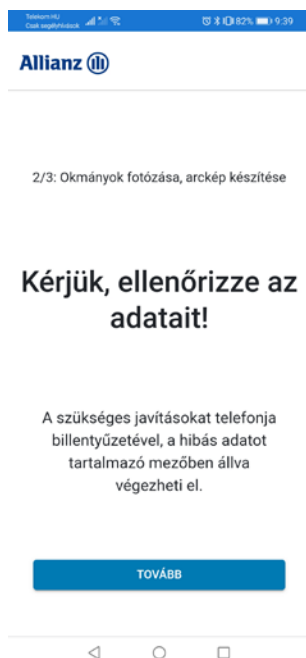 Telekom HU
Csak segélyhívások
82% 9:39
Allianz
2/3: Okmányok fotózása, arckép készítése
Kérjük, ellenőrizze az
adatait!
A szükséges javításokat telefonja
billentyűzetével, a hibás adatot
tartalmazó mezőben állva
végezheti el.
TOVÁBB